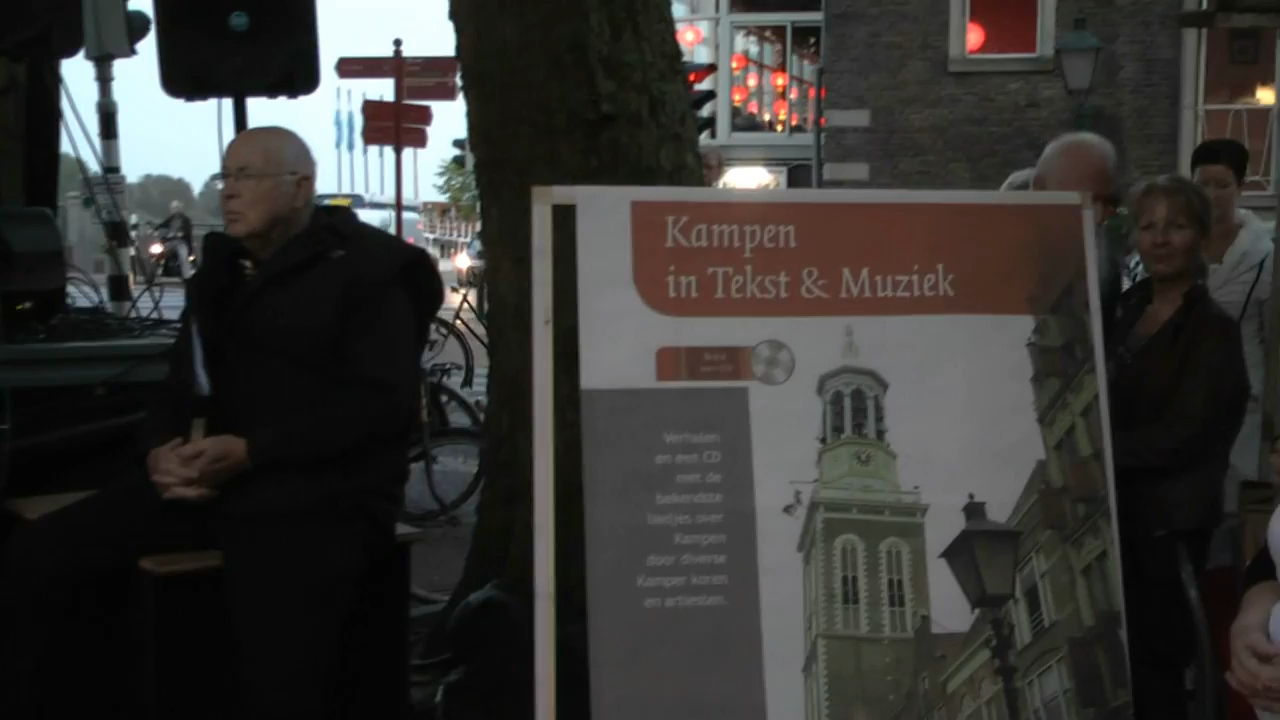 Kampen
in Tekst & Muziek
Verhalen
en een CD
met de
bekendste
liedjes over
Kampen
door diverse
Kamper koren
en artiesten.